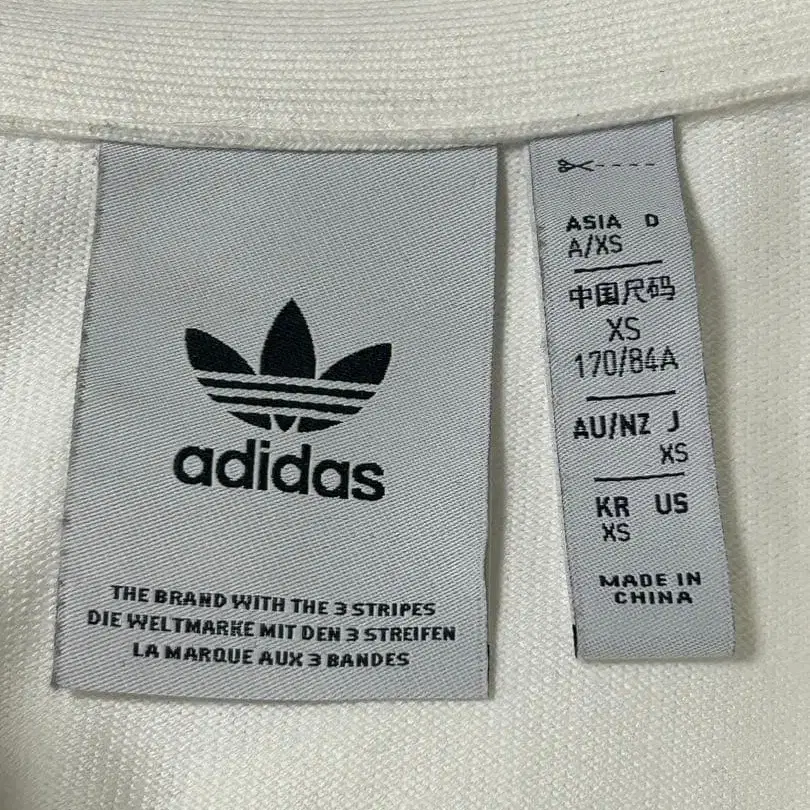 adidas
THE BRAND WITH THE 3 STRIPES
DIE WELTMARKE MIT DEN 3 STREIFEN
LA MARQUE AUX 3 BANDES
ASIA D
A/XS
中国尺码
XS
170/84A
AU/NZ J
XS
KR US
XS
MADE IN
CHINA